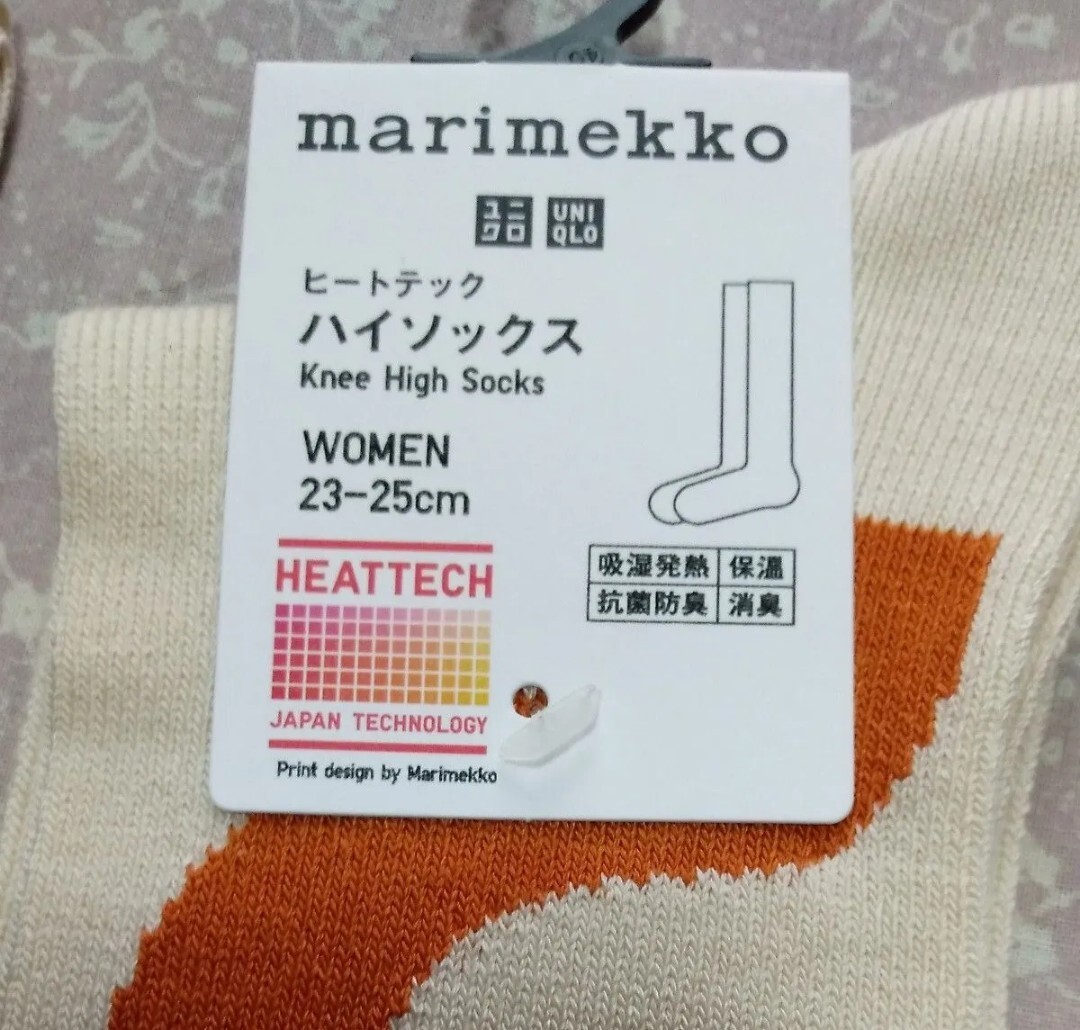 marimekko
ユニクロ UNIQLO
ヒートテック
ハイソックス
Knee High Socks
WOMEN
23-25cm
HEATTECH
JAPAN TECHNOLOGY
Print design by Marimekko
吸湿発熱 保温
抗菌防臭 消臭
40